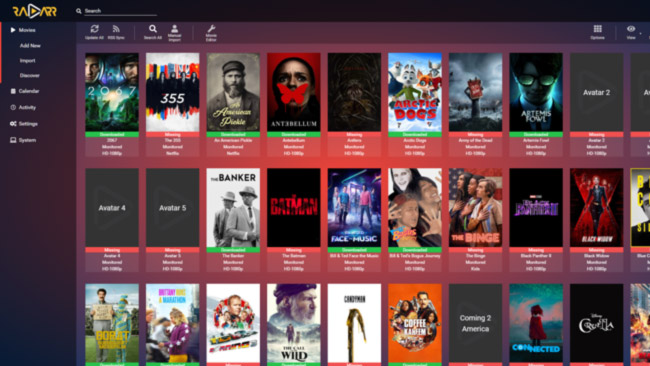 RADARR
Search
Movies
Add New
Import
Discover
Calendar
Activity
Settings
System
Update All
RSS Sync
Search All
Manual Import
Movie Editor
Options
View
2067
Downloaded
2067
Monitored
HD-1080p
355
Missing
The 355
Monitored
Netflix
An American Pickle
Downloaded
An American Pickle
Monitored
HD-1080p
ANTEBELLUM
Downloaded
Antebellum
Monitored
HD-1080p
Missing
Antlers
Monitored
HD-1080p
ARCTIC DOGS
Downloaded
Arctic Dogs
Monitored
HD-1080p
Missing
Army of the Dead
Monitored
HD-1080p
ARTEMIS FOWL
Downloaded
Artemis Fowl
Monitored
HD-1080p
Avatar 2
Missing
Avatar 2
Monitored
HD-1080p
Avatar 4
Missing
Avatar 4
Monitored
HD-1080p
Avatar 5
Missing
Avatar 5
Monitored
HD-1080p
THE BANKER
Downloaded
The Banker
Monitored
HD-1080p
THE BATMAN
Missing
The Batman
Monitored
HD-1080p
FACE THE MUSIC
Downloaded
Bill & Ted Face the Music
Monitored
HD-1080p
Downloaded
Bill & Ted's Bogus Journey
Monitored
HD-1080p
THE BINGE
Missing
The Binge
Monitored
Kids
Missing
Black Panther II
Monitored
HD-1080p
BLACK WIDOW
Missing
Black Widow
Monitored
HD-1080p
BORAT
BRITTANY RUNS A MARATHON
THE CALL OF THE WILD
CANDYMAN
COFFEE & KAREEM
Coming 2 America
CONNECTED
Disney
CRUELLA